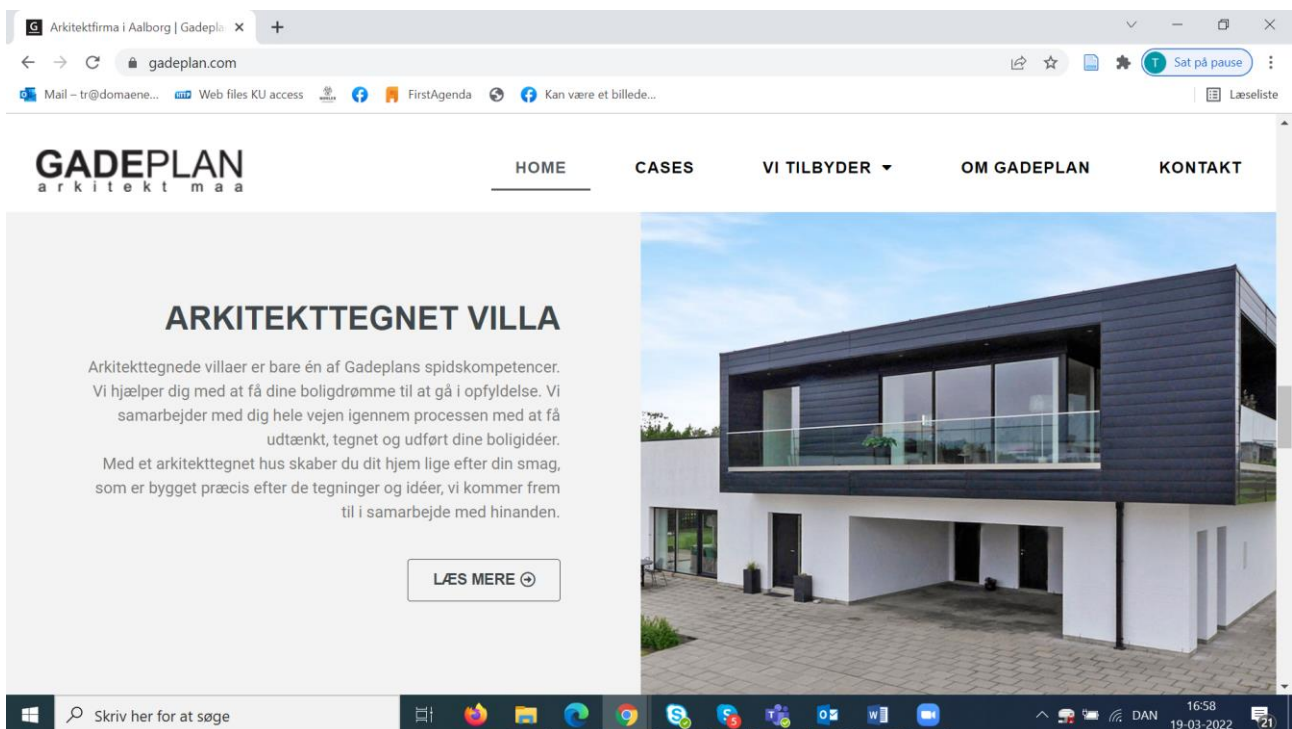 G Arkitektfirma i Aalborg | Gadepla
gadeplan.com
T Sat på pause
Mail – tr@domaene...
Web files KU access
FirstAgenda
Kan være et billede...
Læseliste
GADEPLAN
arkitekt maa
HOME
CASES
VI TILBYDER
OM GADEPLAN
KONTAKT
ARKITEKTTEGNET VILLA
Arkitekttegnede villaer er bare én af Gadeplans spidskompetencer.
Vi hjælper dig med at få dine boligdrømme til at gå i opfyldelse. Vi
samarbejder med dig hele vejen igennem processen med at få
udtænkt, tegnet og udført dine boligidéer.
Med et arkitekttegnet hus skaber du dit hjem lige efter din smag,
som er bygget præcis efter de tegninger og idéer, vi kommer frem
til i samarbejde med hinanden.
LÆS MERE
Skriv her for at søge
DAN
16:58
19-03-2022
21